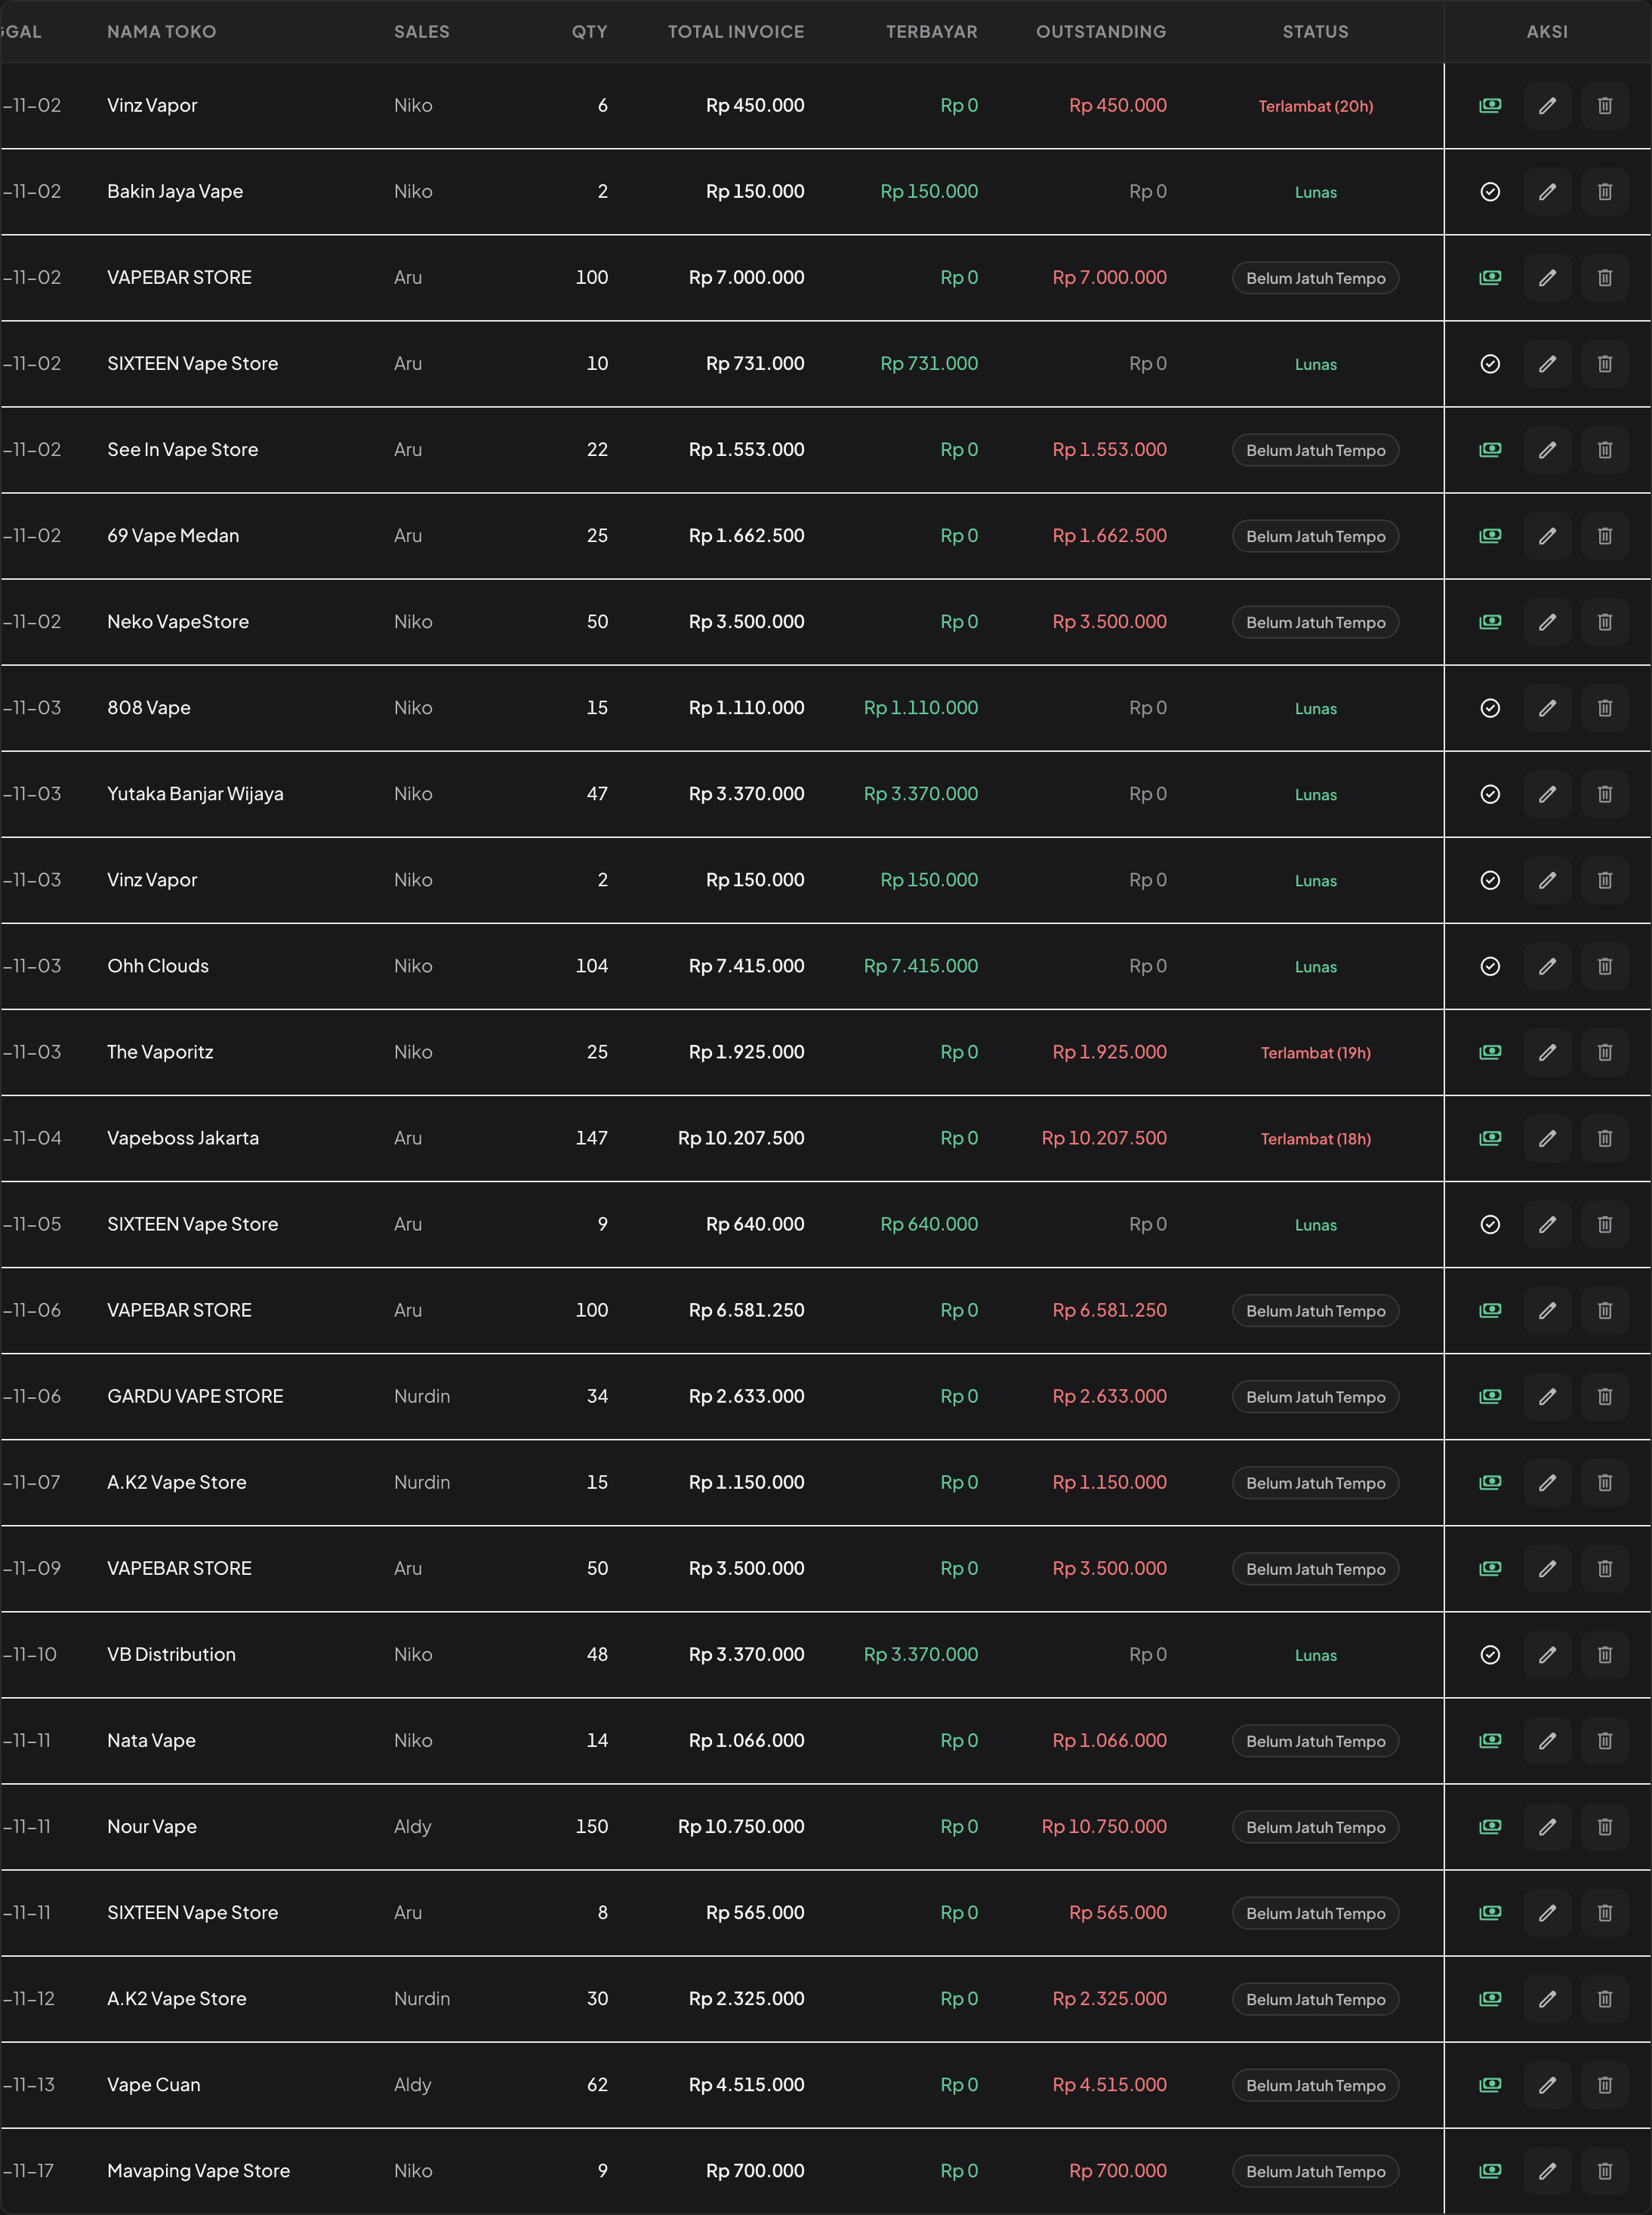 GGAL NAMA TOKO SALES QTY TOTAL INVOICE TERBAYAR OUTSTANDING STATUS AKSI
-11-02 Vinz Vapor Niko 6 Rp 450.000 Rp 0 Rp 450.000 Terlambat (20h)
-11-02 Bakin Jaya Vape Niko 2 Rp 150.000 Rp 150.000 Rp 0 Lunas
-11-02 VAPEBAR STORE Aru 100 Rp 7.000.000 Rp 0 Rp 7.000.000 Belum Jatuh Tempo
-11-02 SIXTEEN Vape Store Aru 10 Rp 731.000 Rp 731.000 Rp 0 Lunas
-11-02 See In Vape Store Aru 22 Rp 1.553.000 Rp 0 Rp 1.553.000 Belum Jatuh Tempo
-11-02 69 Vape Medan Aru 25 Rp 1.662.500 Rp 0 Rp 1.662.500 Belum Jatuh Tempo
-11-02 Neko VapeStore Niko 50 Rp 3.500.000 Rp 0 Rp 3.500.000 Belum Jatuh Tempo
-11-03 808 Vape Niko 15 Rp 1.110.000 Rp 1.110.000 Rp 0 Lunas
-11-03 Yutaka Banjar Wijaya Niko 47 Rp 3.370.000 Rp 3.370.000 Rp 0 Lunas
-11-03 Vinz Vapor Niko 2 Rp 150.000 Rp 150.000 Rp 0 Lunas
-11-03 Ohh Clouds Niko 104 Rp 7.415.000 Rp 7.415.000 Rp 0 Lunas
-11-03 The Vaporitz Niko 25 Rp 1.925.000 Rp 0 Rp 1.925.000 Terlambat (19h)
-11-04 Vapeboss Jakarta Aru 147 Rp 10.207.500 Rp 0 Rp 10.207.500 Terlambat (18h)
-11-05 SIXTEEN Vape Store Aru 9 Rp 640.000 Rp 640.000 Rp 0 Lunas
-11-06 VAPEBAR STORE Aru 100 Rp 6.581.250 Rp 0 Rp 6.581.250 Belum Jatuh Tempo
-11-06 GARDU VAPE STORE Nurdin 34 Rp 2.633.000 Rp 0 Rp 2.633.000 Belum Jatuh Tempo
-11-07 A.K2 Vape Store Nurdin 15 Rp 1.150.000 Rp 0 Rp 1.150.000 Belum Jatuh Tempo
-11-09 VAPEBAR STORE Aru 50 Rp 3.500.000 Rp 0 Rp 3.500.000 Belum Jatuh Tempo
-11-10 VB Distribution Niko 48 Rp 3.370.000 Rp 3.370.000 Rp 0 Lunas
-11-11 Nata Vape Niko 14 Rp 1.066.000 Rp 0 Rp 1.066.000 Belum Jatuh Tempo
-11-11 Nour Vape Aldy 150 Rp 10.750.000 Rp 0 Rp 10.750.000 Belum Jatuh Tempo
-11-11 SIXTEEN Vape Store Aru 8 Rp 565.000 Rp 0 Rp 565.000 Belum Jatuh Tempo
-11-12 A.K2 Vape Store Nurdin 30 Rp 2.325.000 Rp 0 Rp 2.325.000 Belum Jatuh Tempo
-11-13 Vape Cuan Aldy 62 Rp 4.515.000 Rp 0 Rp 4.515.000 Belum Jatuh Tempo
-11-17 Mavaping Vape Store Niko 9 Rp 700.000 Rp 0 Rp 700.000 Belum Jatuh Tempo